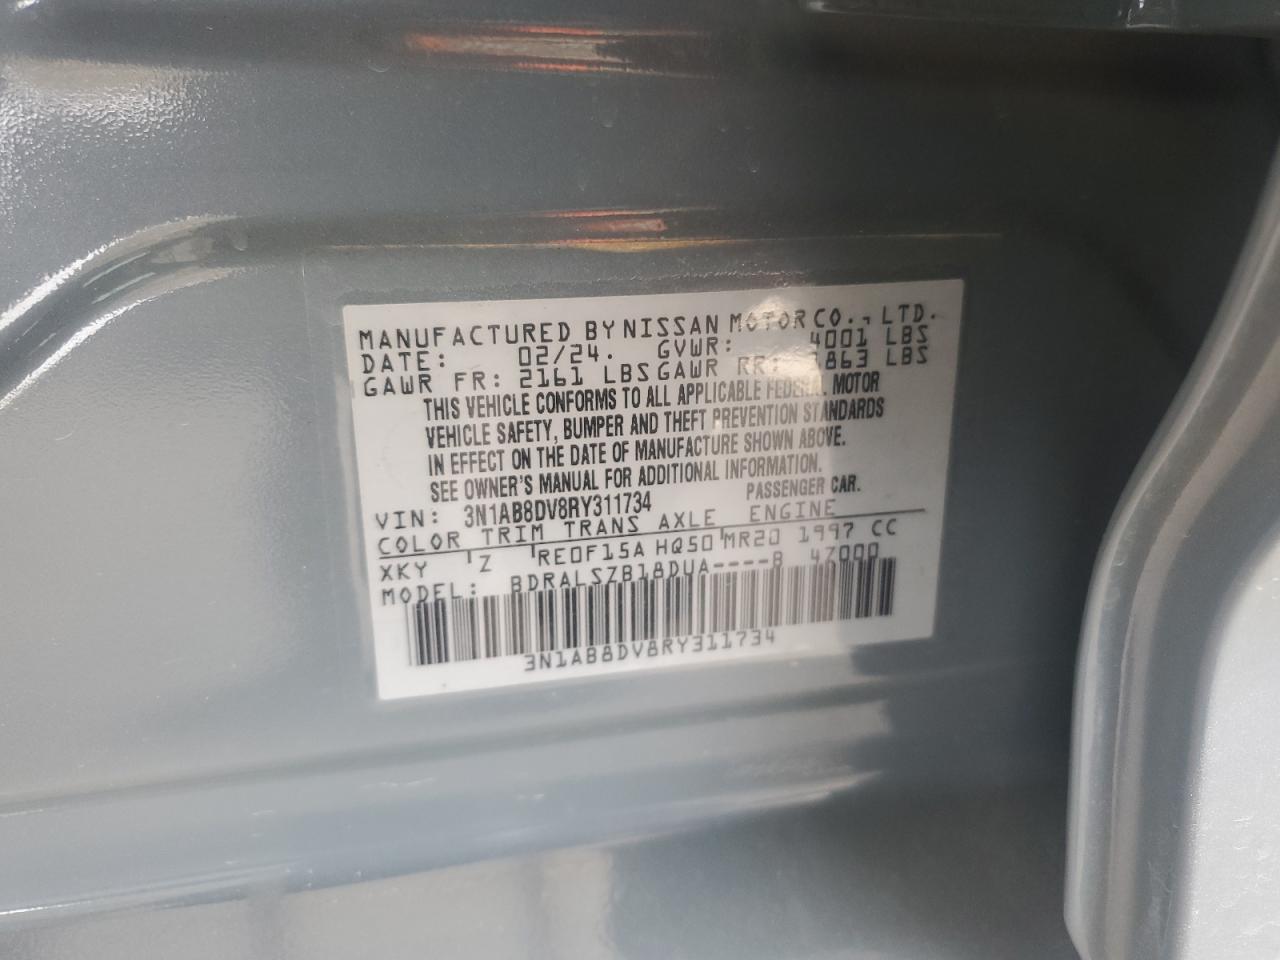 MANUFACTURED BY NISSAN MOTOR CO., LTD.
DATE: 02/24. GVWR: 4001 LBS
GAWR FR: 2161 LBS GAWR RR: 1863 LBS
THIS VEHICLE CONFORMS TO ALL APPLICABLE FEDERAL MOTOR
VEHICLE SAFETY, BUMPER AND THEFT PREVENTION STANDARDS
IN EFFECT ON THE DATE OF MANUFACTURE SHOWN ABOVE.
SEE OWNER'S MANUAL FOR ADDITIONAL INFORMATION.
VIN: 3N1AB8DV8RY311734 PASSENGER CAR.
COLOR TRIM TRANS AXLE ENGINE
XKY Z RE0F15A HQ50 MR20 1997 CC
MODEL: BDRALSZB18DUA----B 47000
3N1AB8DV8RY311734